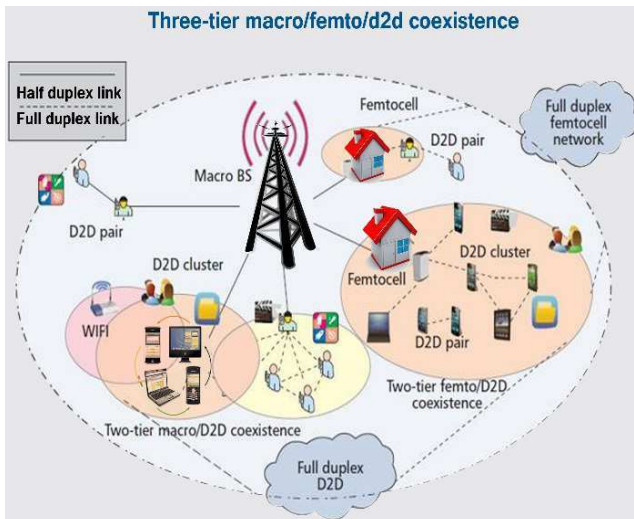 Three-tier macro/femto/d2d coexistence
Half duplex link
Full duplex link
Femtocell
Full duplex
femtocell
network
D2D pair
Macro BS
D2D pair
D2D cluster
D2D cluster
Femtocell
WIFI
D2D pair
Two-tier femto/D2D
coexistence
Two-tier macro/D2D coexistence
Full duplex
D2D